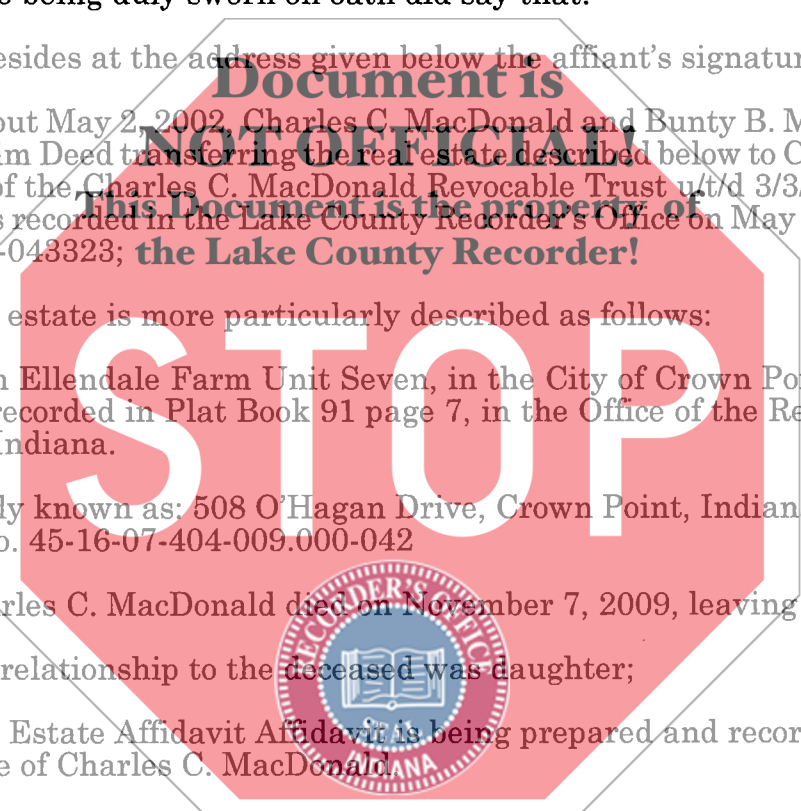 s being duly sworn on oath did say that:
esides at the address given below the affiant's signatur
Document is
out May 2, 2002, Charles C. MacDonald and Bunty B. M
NOT OFFICIAL!
im Deed transferring the real estate described below to C
of the Charles C. MacDonald Revocable Trust u/t/d 3/3/
This Document is the property of
s recorded in the Lake County Recorder's Office on May
-043323;
the Lake County Recorder!
estate is more particularly described as follows:
STOP
n Ellendale Farm Unit Seven, in the City of Crown Poi
recorded in Plat Book 91 page 7, in the Office of the Re
Indiana.
ly known as: 508 O'Hagan Drive, Crown Point, Indian
o. 45-16-07-404-009.000-042
rles C. MacDonald died on November 7, 2009, leaving
RECORDER'S OFFICE
relationship to the deceased was daughter;
SEAL
Estate Affidavit Affidavit is being prepared and recor
e of Charles C. MacDonald.
INDIANA